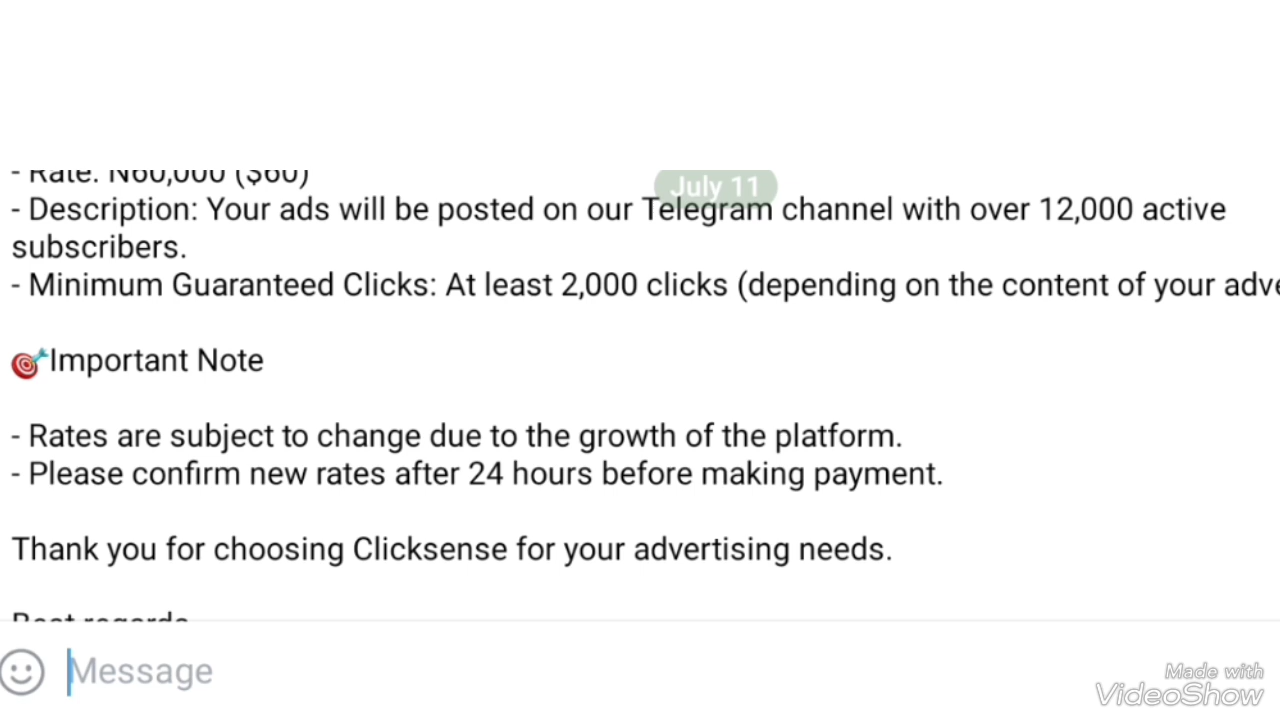 - Rate: N60,000 ($60)
July 11
- Description: Your ads will be posted on our Telegram channel with over 12,000 active
subscribers.
- Minimum Guaranteed Clicks: At least 2,000 clicks (depending on the content of your adve
🎯Important Note
- Rates are subject to change due to the growth of the platform.
- Please confirm new rates after 24 hours before making payment.
Thank you for choosing Clicksense for your advertising needs.
Best regards
Message
Made with
VideoShow